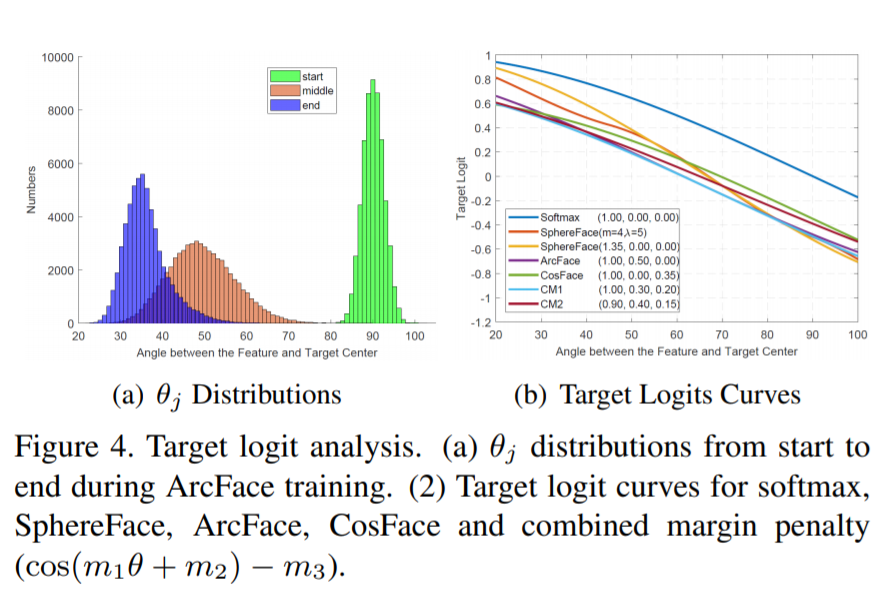 10000
8000
6000
4000
2000
0
Numbers
start
middle
end
20 30 40 50 60 70 80 90 100
Angle between the Feature and Target Center
1
0.8
0.6
0.4
0.2
0
-0.2
-0.4
-0.6
-0.8
-1
-1.2
Target Logit
Softmax (1.00, 0.00, 0.00)
SphereFace(m=4,λ=5)
SphereFace(1.35, 0.00, 0.00)
ArcFace (1.00, 0.50, 0.00)
CosFace (1.00, 0.00, 0.35)
CM1 (1.00, 0.30, 0.20)
CM2 (0.90, 0.40, 0.15)
20 30 40 50 60 70 80 90 100
Angle between the Feature and Target Center
(a) θj Distributions
(b) Target Logits Curves
Figure 4. Target logit analysis. (a) θj distributions from start to
end during ArcFace training. (2) Target logit curves for softmax,
SphereFace, ArcFace, CosFace and combined margin penalty
(cos(m1θ + m2) − m3).